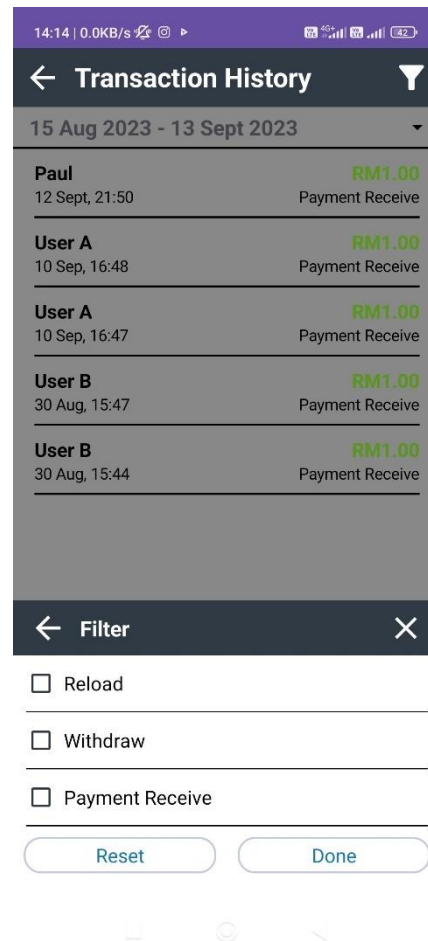 14:14 | 0.0KB/s
4G+ 42
Transaction History
15 Aug 2023 - 13 Sept 2023
Paul RM1.00
12 Sept, 21:50 Payment Receive
User A RM1.00
10 Sep, 16:48 Payment Receive
User A RM1.00
10 Sep, 16:47 Payment Receive
User B RM1.00
30 Aug, 15:47 Payment Receive
User B RM1.00
30 Aug, 15:44 Payment Receive
Filter
Reload
Withdraw
Payment Receive
Reset Done